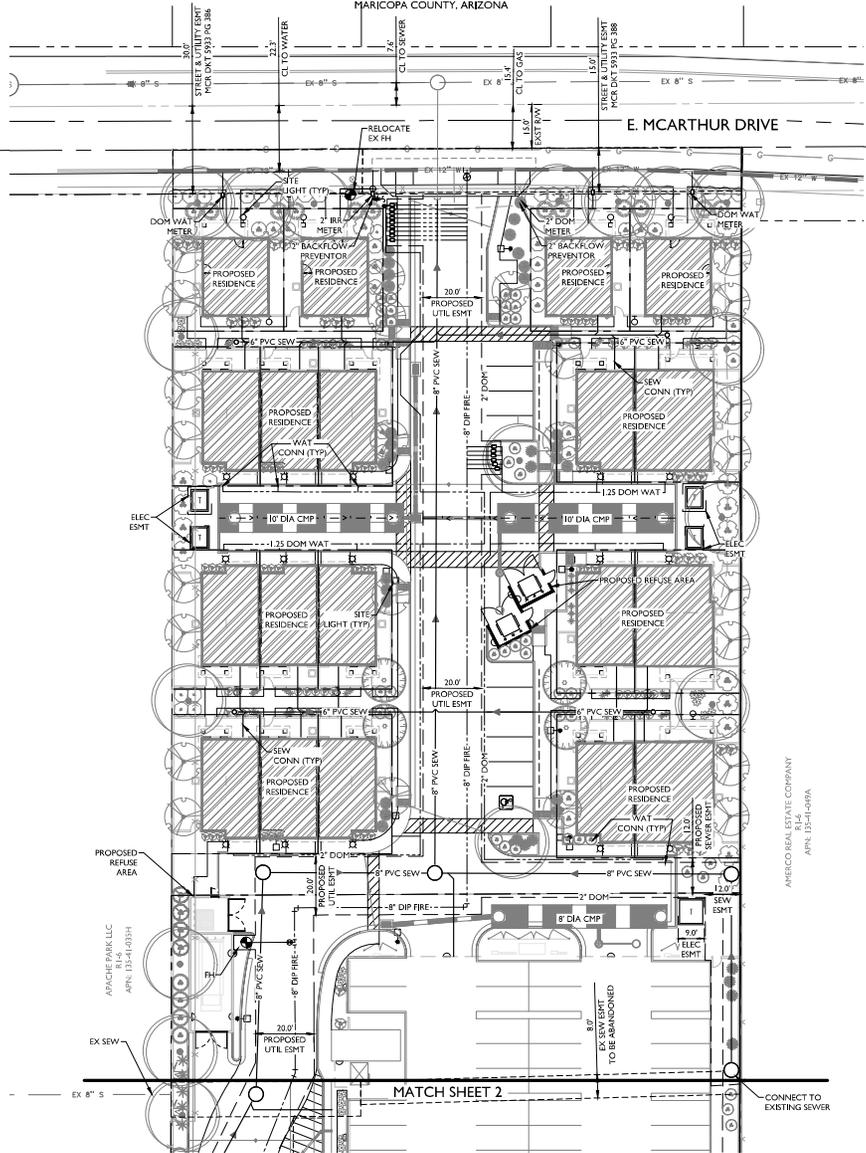 MARICOPA COUNTY, ARIZONA
30.0'
STREET & UTILITY ESMT
MCR DKT 5933 PG 386
22.3'
CL TO WATER
7.6'
CL TO SEWER
15.4'
CL TO GAS
15.0'
STREET & UTILITY ESMT
MCR DKT 5933 PG 388
EX 8" S
EX 8" S
EX 8"
EX 8" S
EX 8" S
15.0'
EXIST R/W
E. MCARTHUR DRIVE
RELOCATE
EX FH
G
G
G
G
EX 12" W
EX 12" W
EX 12" W
SITE
LIGHT (TYP)
DOM WAT
METER
2" IRR
METER
2" BACKFLOW
PREVENTOR
2" DOM
METER
2" BACKFLOW
PREVENTOR
DOM WAT
METER
PROPOSED
RESIDENCE
PROPOSED
RESIDENCE
PROPOSED
RESIDENCE
PROPOSED
RESIDENCE
20.0'
PROPOSED
UTIL ESMT
6" PVC SEW
6" PVC SEW
8" PVC SEW
8" DIP FIRE
2" DOM
SEW
CONN (TYP)
PROPOSED
RESIDENCE
PROPOSED
RESIDENCE
WAT
CONN (TYP)
1.25 DOM WAT
ELEC
ESMT
T
T
10' DIA CMP
10' DIA CMP
ELEC
ESMT
1.25 DOM WAT
PROPOSED REFUSE AREA
PROPOSED
RESIDENCE
SITE
LIGHT (TYP)
PROPOSED
RESIDENCE
20.0'
PROPOSED
UTIL ESMT
6" PVC SEW
6" PVC SEW
SEW
CONN (TYP)
PROPOSED
RESIDENCE
8" PVC SEW
8" DIP FIRE
2" DOM
PROPOSED
RESIDENCE
WAT
CONN (TYP)
12.0'
PROPOSED
SEWER ESMT
AMERCO REAL ESTATE COMPANY
R1-6
APN: 135-41-049A
PROPOSED
REFUSE
AREA
2" DOM
20.0'
PROPOSED
UTIL ESMT
8" PVC SEW
8" PVC SEW
2" DOM
12.0'
SEW
ESMT
8" DIP FIRE
8' DIA CMP
T
9.0'
ELEC
ESMT
APACHE PARK LLC
R1-6
APN: 135-41-035H
FH
8" PVC SEW
8" DIP FIRE
20.0'
PROPOSED
UTIL ESMT
8.0'
EX SEW ESMT
TO BE ABANDONED
EX SEW
EX 8" S
MATCH SHEET 2
CONNECT TO
EXISTING SEWER